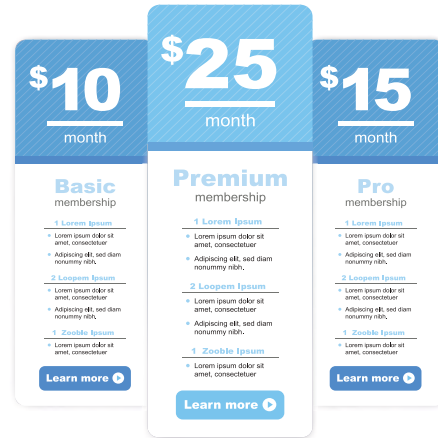 $10
month
Basic
membership
1 Lorem Ipsum
Lorem ipsum dolor sit
amet, consectetuer
Adipiscing elit, sed diam
nonummy nibh.
2 Loopem Ipsum
Lorem ipsum dolor sit
amet, consectetuer
Adipiscing elit, sed diam
nonummy nibh.
1 Zooble Ipsum
Lorem ipsum dolor sit
amet, consectetuer
Learn more
$25
month
Premium
membership
1 Lorem Ipsum
Lorem ipsum dolor sit
amet, consectetuer
Adipiscing elit, sed diam
nonummy nibh.
2 Loopem Ipsum
Lorem ipsum dolor sit
amet, consectetuer
Adipiscing elit, sed diam
nonummy nibh.
1 Zooble Ipsum
Lorem ipsum dolor sit
amet, consectetuer
Learn more
$15
month
Pro
membership
1 Lorem Ipsum
Lorem ipsum dolor sit
amet, consectetuer
Adipiscing elit, sed diam
nonummy nibh.
2 Loopem Ipsum
Lorem ipsum dolor sit
amet, consectetuer
Adipiscing elit, sed diam
nonummy nibh.
1 Zooble Ipsum
Lorem ipsum dolor sit
amet, consectetuer
Learn more